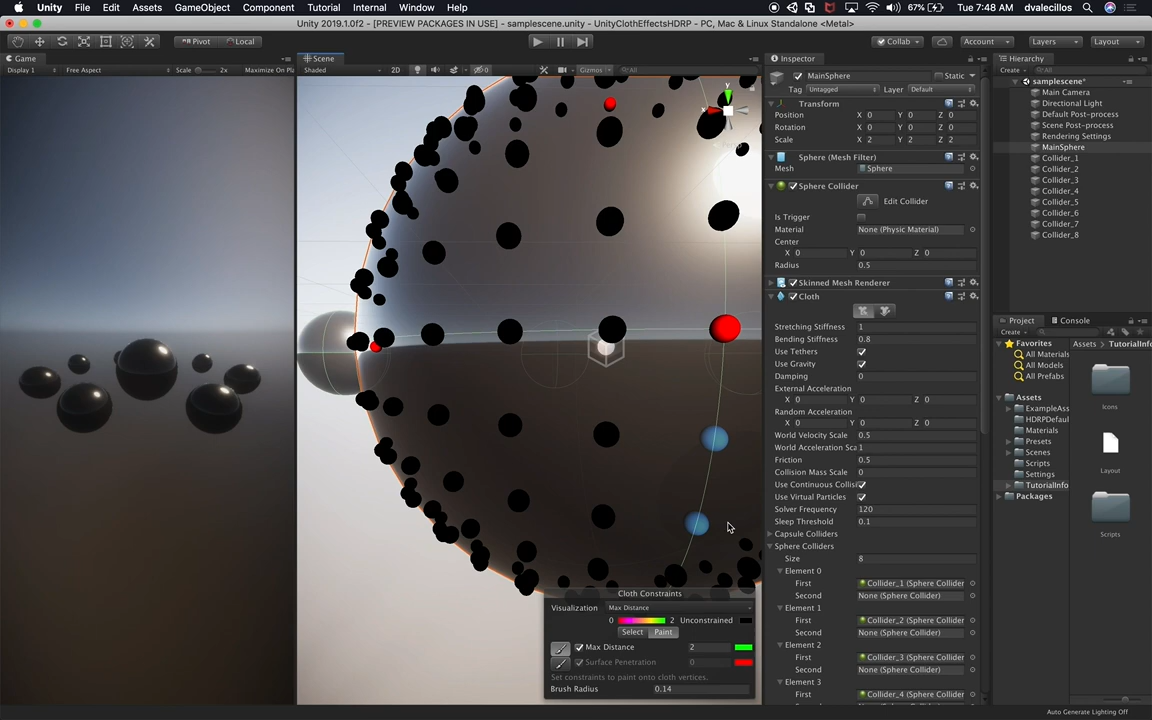 Unity File Edit Assets GameObject Component Tutorial Internal Window Help 67% Tue 7:48 AM dvalecillos
Unity 2019.1.0f2 - [PREVIEW PACKAGES IN USE] - samplescene.unity - UnityClothEffectsHDRP - PC, Mac & Linux Standalone <Metal>
Pivot Local Collab Account Layers Layout
Game Scene Inspector Hierarchy
Display 1 Free Aspect Scale 2x Maximize On Pl Shaded 2D 0 Gizmos All
MainSphere Static
Tag Untagged Layer Default
Transform
Position X 0 Y 0 Z 0
Rotation X 0 Y 0 Z 0
Scale X 2 Y 2 Z 2
Sphere (Mesh Filter)
Mesh Sphere
Sphere Collider
Edit Collider
Is Trigger
Material None (Physic Material)
Center
X 0 Y 0 Z 0
Radius 0.5
Skinned Mesh Renderer
Cloth
Stretching Stiffness 1
Bending Stiffness 0.8
Use Tethers
Use Gravity
Damping 0
External Acceleration
X 0 Y 0 Z 0
Random Acceleration
X 0 Y 0 Z 0
World Velocity Scale 0.5
World Acceleration Sca 1
Friction 0.5
Collision Mass Scale 0
Use Continuous Collis
Use Virtual Particles
Solver Frequency 120
Sleep Threshold 0.1
Capsule Colliders
Sphere Colliders
Size 8
Element 0
First Collider_1 (Sphere Collider
Second None (Sphere Collider)
Element 1
First Collider_2 (Sphere Collider
Second None (Sphere Collider)
Element 2
First Collider_3 (Sphere Collider
Second None (Sphere Collider)
Element 3
First Collider_4 (Sphere Collider
Create All
samplescene*
Main Camera
Directional Light
Default Post-process
Scene Post-process
Rendering Settings
MainSphere
Collider_1
Collider_2
Collider_3
Collider_4
Collider_5
Collider_6
Collider_7
Collider_8
Project Console
Create
Favorites
All Materials
All Models
All Prefabs
Assets
ExampleAss
HDRPDefau
Materials
Presets
Scenes
Scripts
Settings
TutorialInfo
Packages
Assets TutorialInfo
Icons
Layout
Scripts
Cloth Constraints
Visualization Max Distance
0 2 Unconstrained
Select Paint
Max Distance 2
Surface Penetration 0
Set constraints to paint onto cloth vertices.
Brush Radius 0.14
Auto Generate Lighting Off
y
x